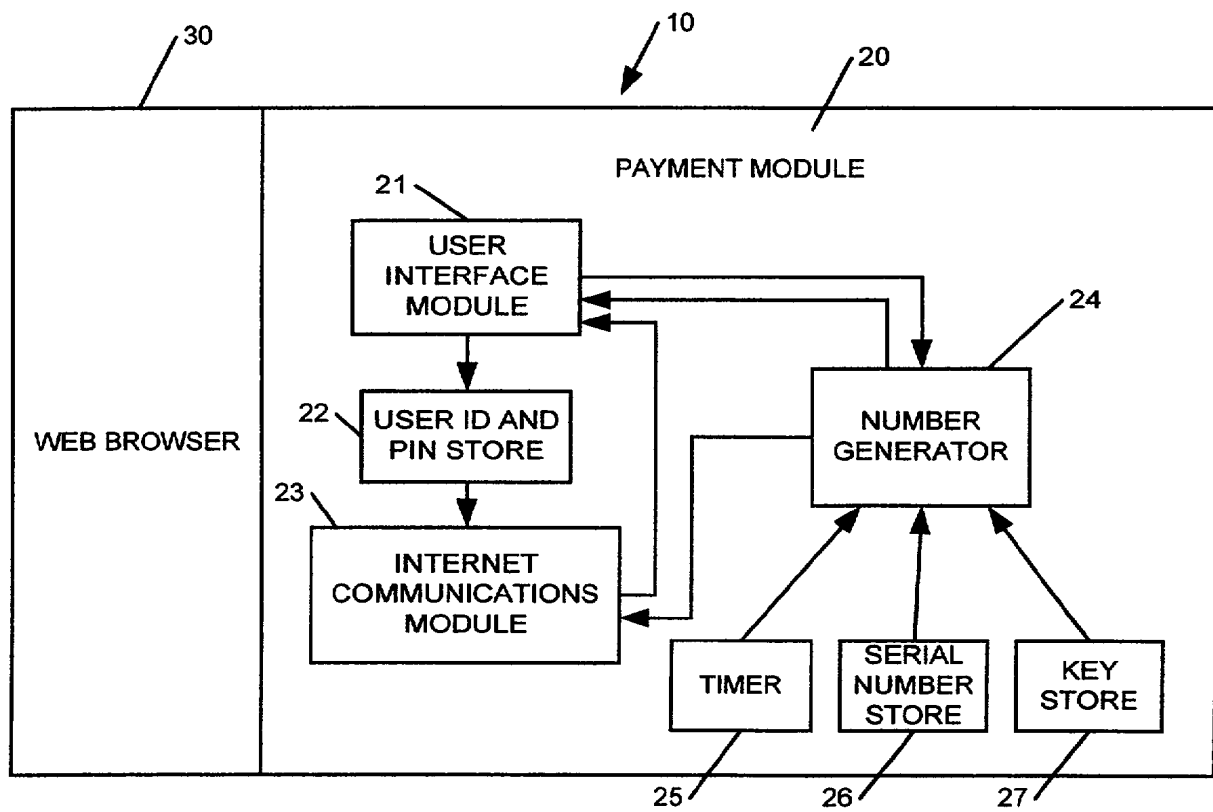 10
30
20
PAYMENT MODULE
21
USER
INTERFACE
MODULE
24
22
USER ID AND
PIN STORE
WEB BROWSER
NUMBER
GENERATOR
23
INTERNET
COMMUNICATIONS
MODULE
TIMER
SERIAL
NUMBER
STORE
KEY
STORE
25
26
27